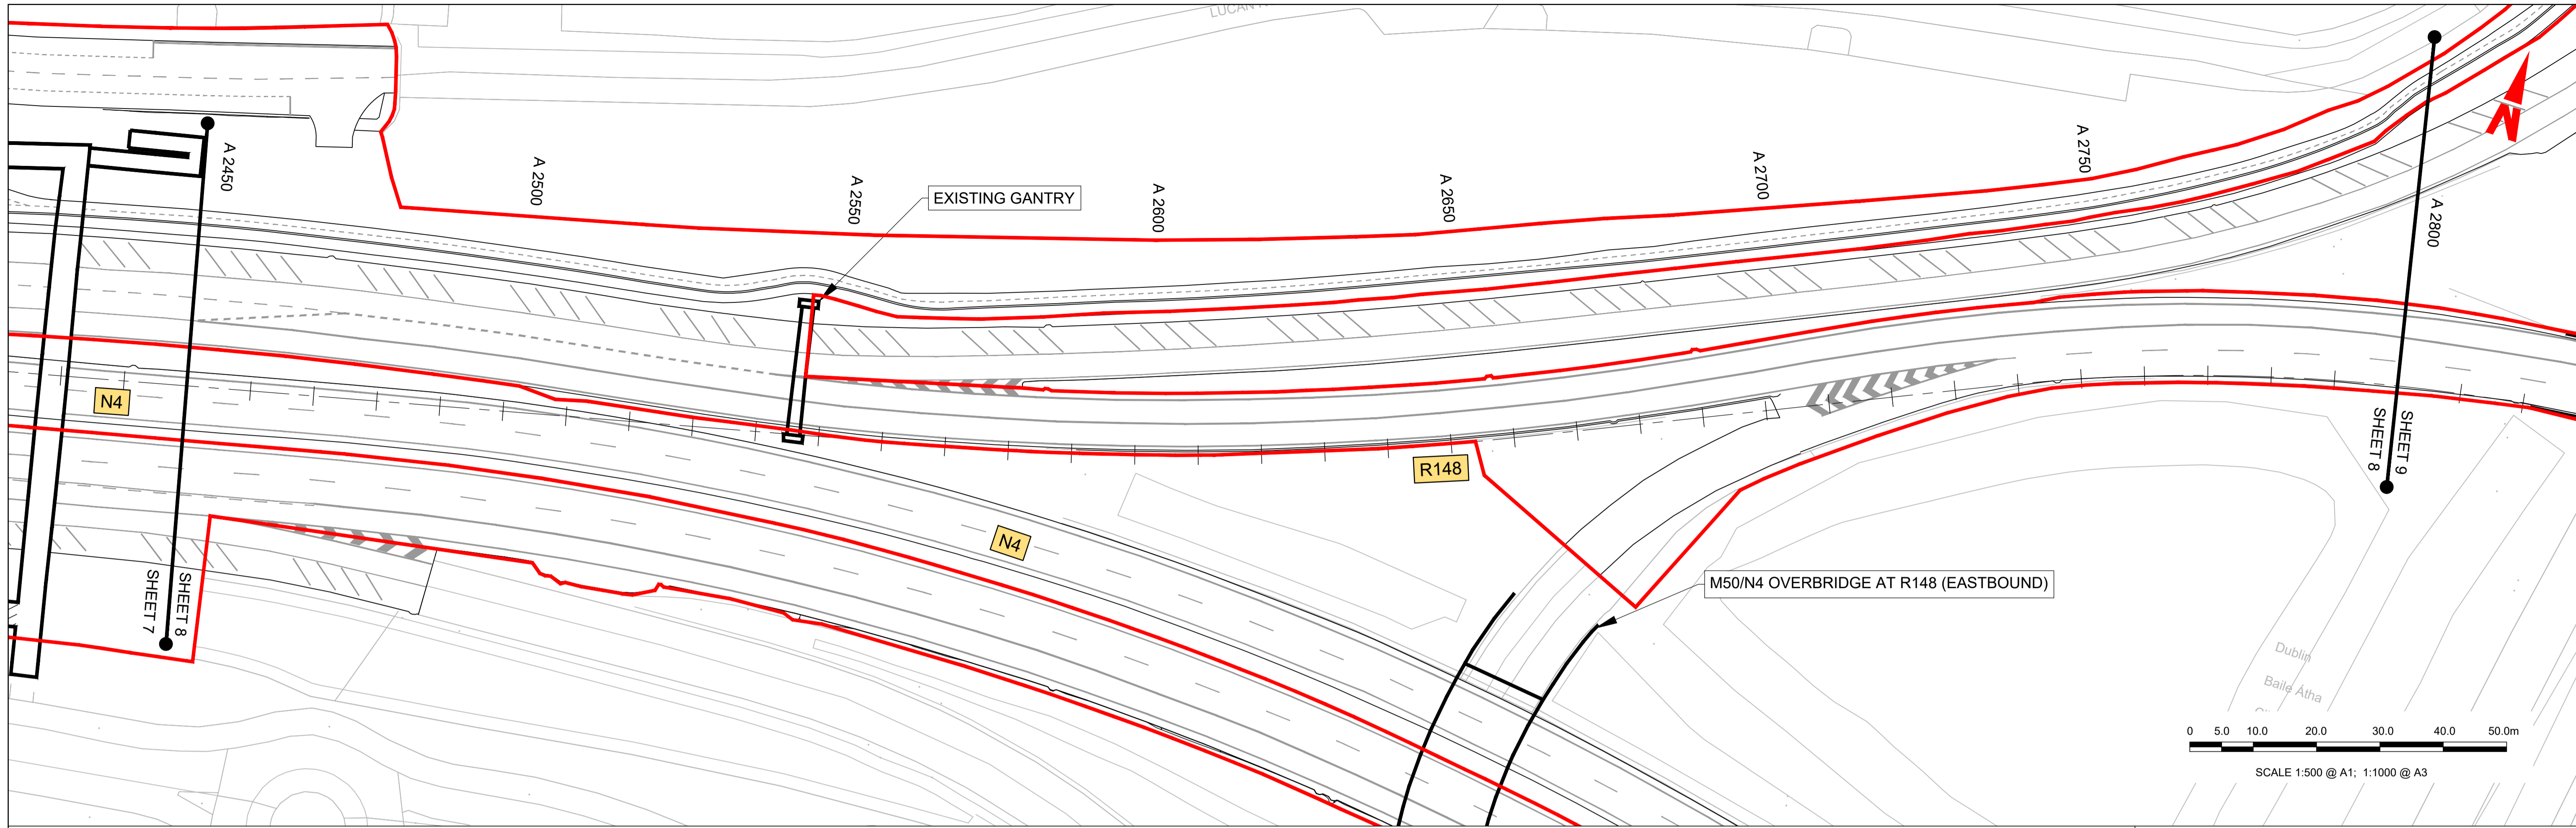 A 2450
A 2500
A 2550
A 2600
A 2650
A 2700
A 2750
A 2800
N
EXISTING GANTRY
N4
N4
R148
M50/N4 OVERBRIDGE AT R148 (EASTBOUND)
SHEET 7
SHEET 8
SHEET 8
SHEET 9
Dublin
Baile Átha
0 5.0 10.0 20.0 30.0 40.0 50.0m
SCALE 1:500 @ A1; 1:1000 @ A3